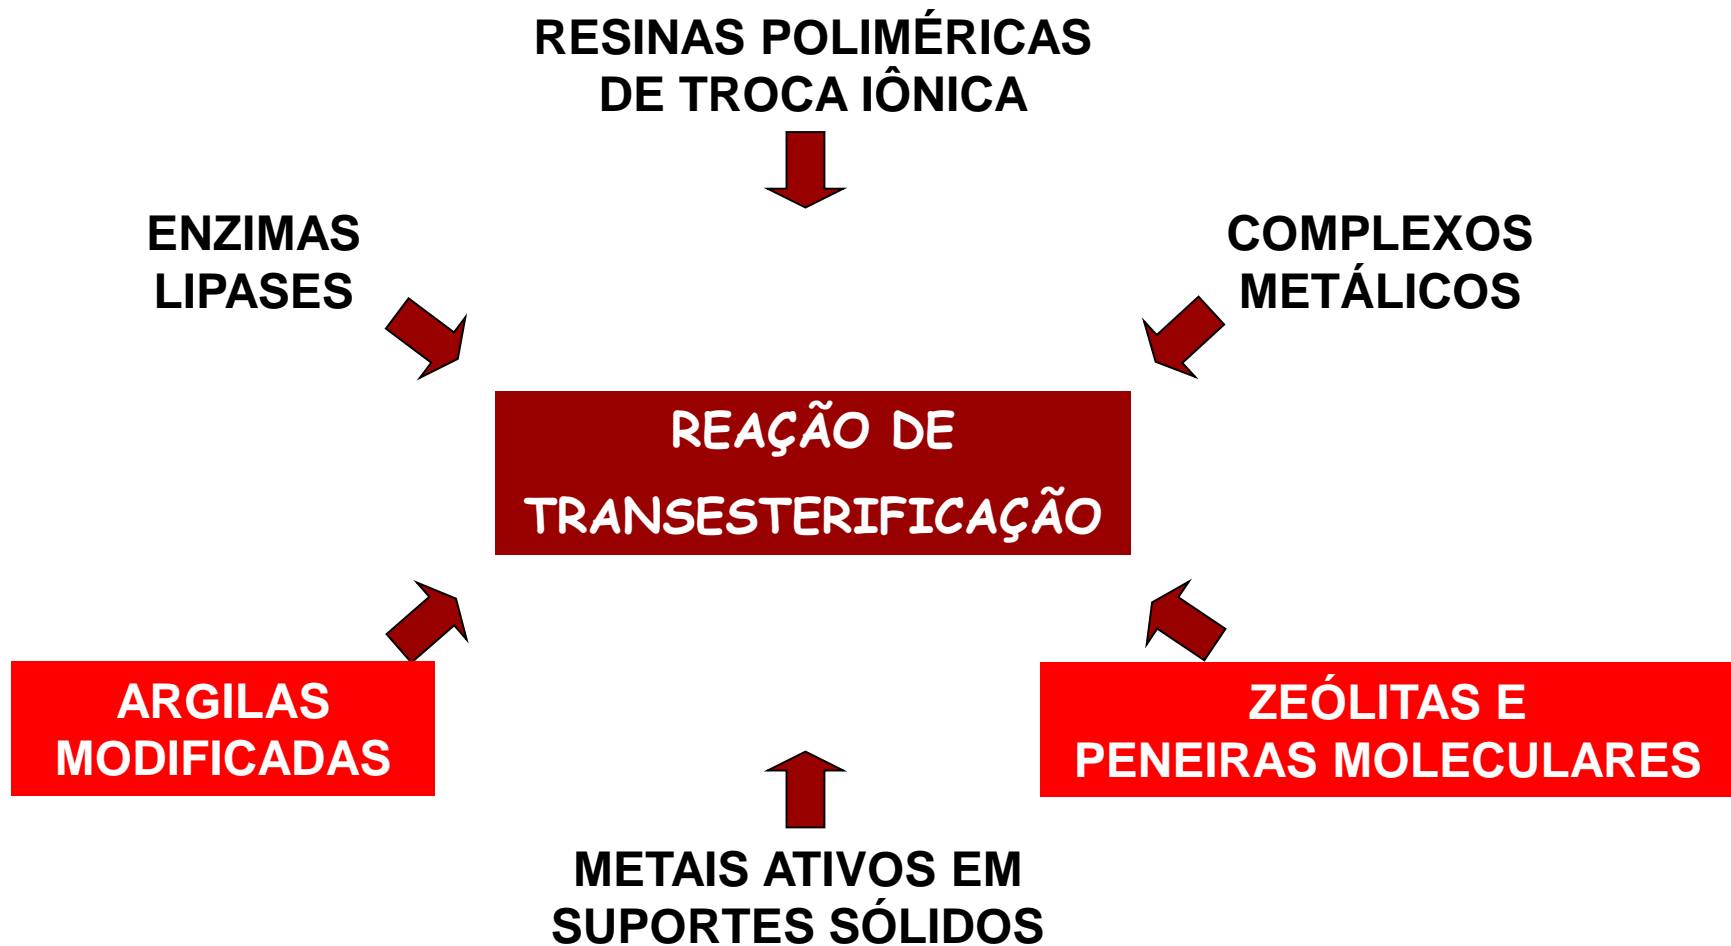 RESINAS POLIMÉRICAS
DE TROCA IÔNICA
ENZIMAS
LIPASES
COMPLEXOS
METÁLICOS
REAÇÃO DE
TRANSESTERIFICAÇÃO
ARGILAS
MODIFICADAS
ZEÓLITAS E
PENEIRAS MOLECULARES
METAIS ATIVOS EM
SUPORTES SÓLIDOS